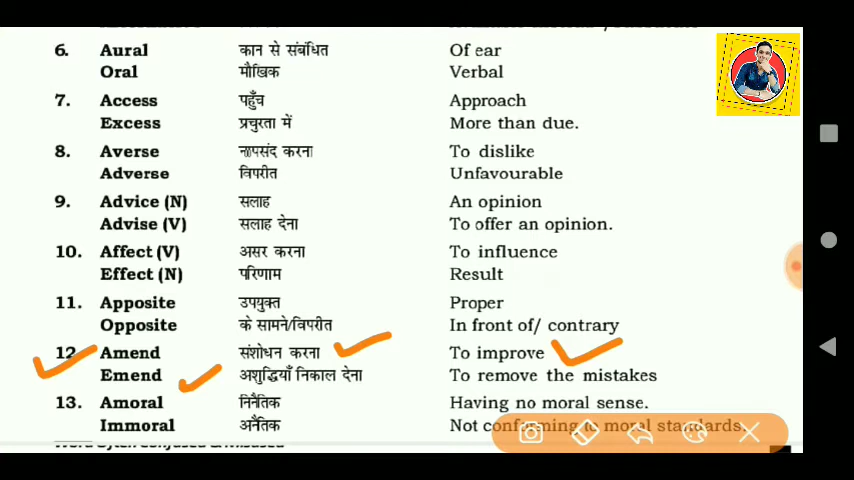 6. Aural कान से संबंधित Of ear
Oral मौखिक Verbal
7. Access पहुँच Approach
Excess प्रचुरता में More than due.
8. Averse नापसंद करना To dislike
Adverse विपरीत Unfavourable
9. Advice (N) सलाह An opinion
Advise (V) सलाह देना To offer an opinion.
10. Affect (V) असर करना To influence
Effect (N) परिणाम Result
11. Apposite उपयुक्त Proper
Opposite के सामने/विपरीत In front of/ contrary
12. Amend संशोधन करना To improve
Emend अशुद्धियाँ निकाल देना To remove the mistakes
13. Amoral निनैतिक Having no moral sense.
Immoral अनैतिक Not conforming to moral standards.